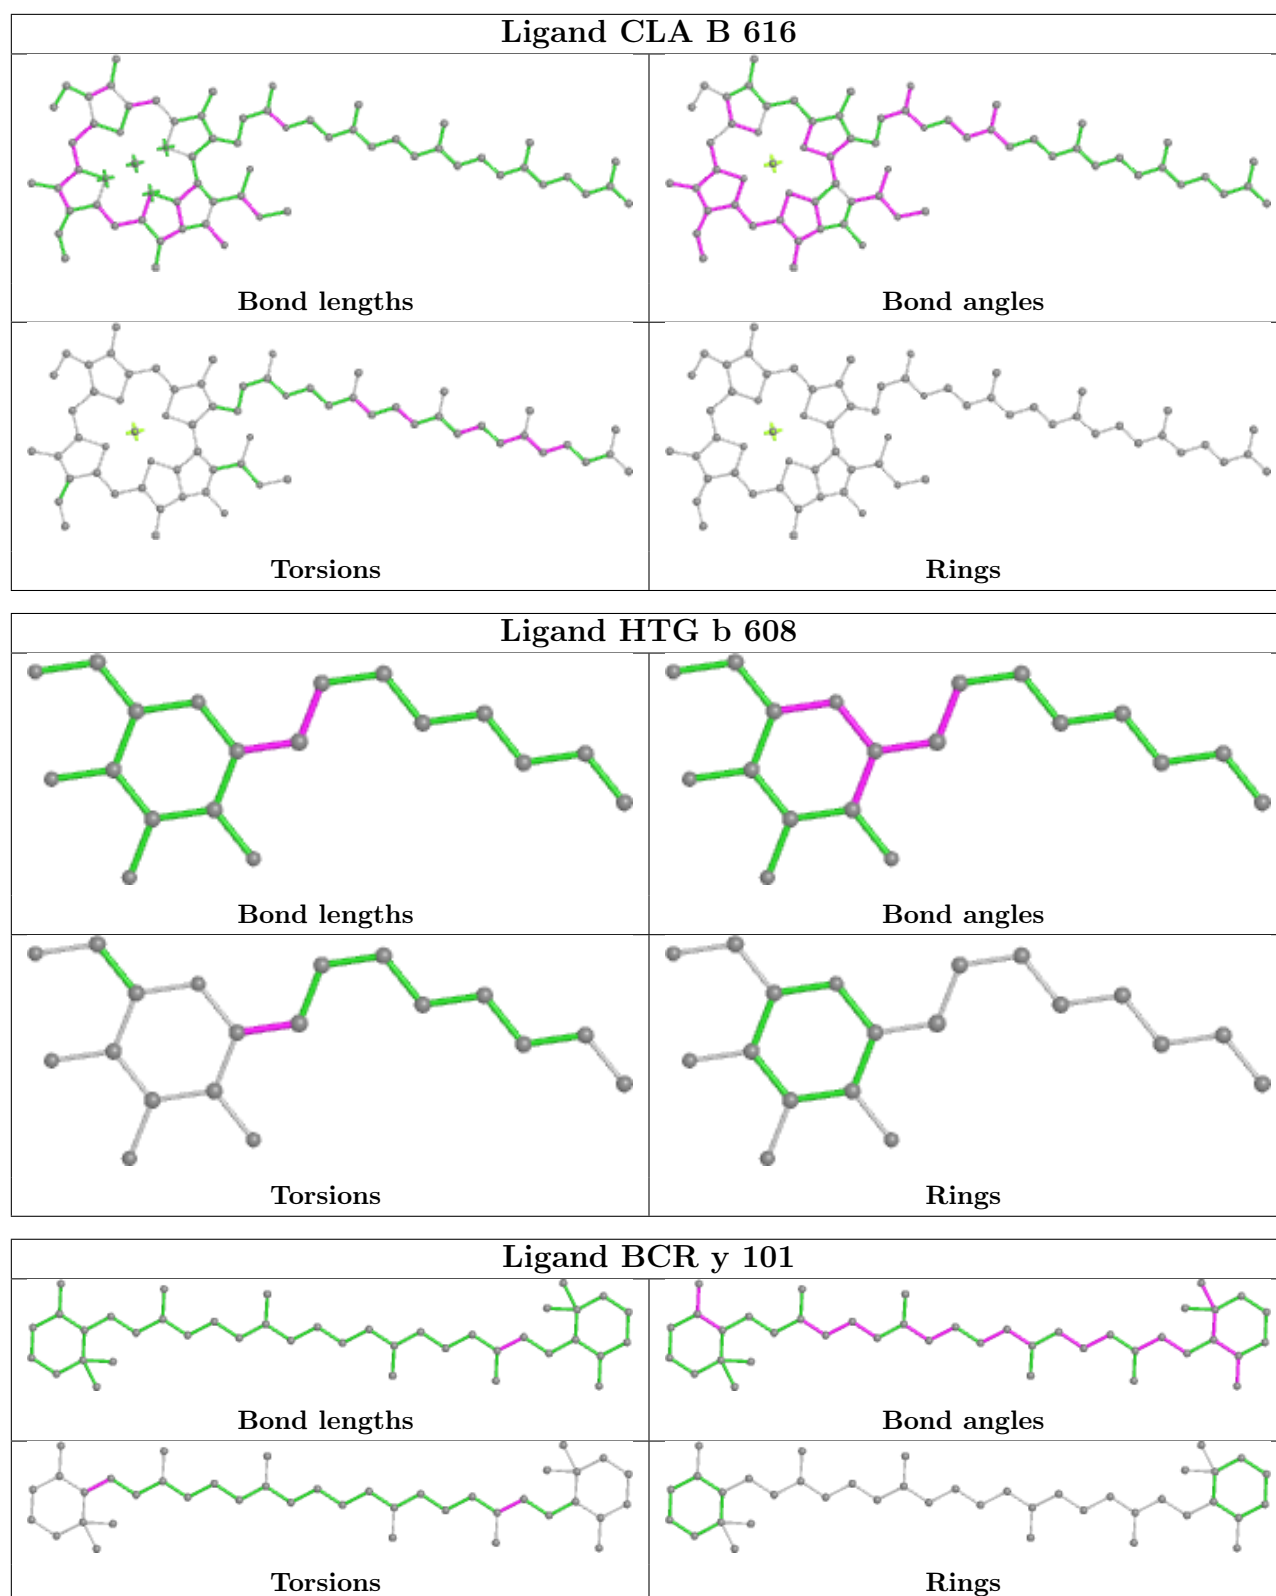 Ligand CLA B 616
Bond lengths Bond angles
Torsions Rings
Ligand HTG b 608
Bond lengths Bond angles
Torsions Rings
Ligand BCR y 101
Bond lengths Bond angles
Torsions Rings